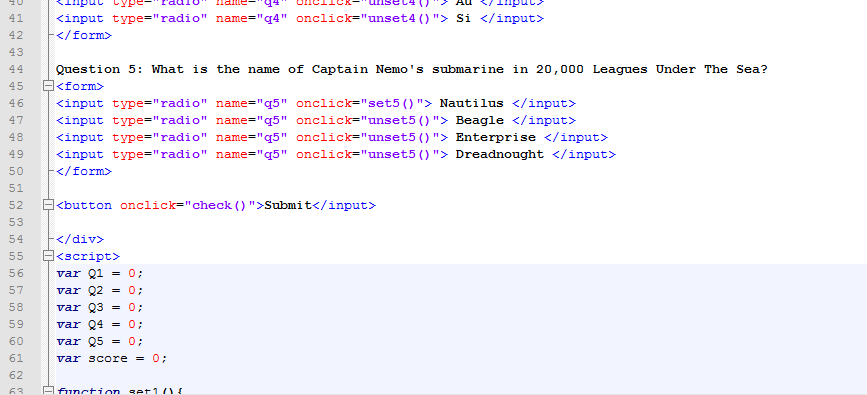 40 <input type="radio" name="q4" onclick="unset4()"> Au </input>
41 <input type="radio" name="q4" onclick="unset4()"> Si </input>
42 </form>
43
44 Question 5: What is the name of Captain Nemo's submarine in 20,000 Leagues Under The Sea?
45 <form>
46 <input type="radio" name="q5" onclick="set5()"> Nautilus </input>
47 <input type="radio" name="q5" onclick="unset5()"> Beagle </input>
48 <input type="radio" name="q5" onclick="unset5()"> Enterprise </input>
49 <input type="radio" name="q5" onclick="unset5()"> Dreadnought </input>
50 </form>
51
52 <button onclick="check()">Submit</input>
53
54 </div>
55 <script>
56 var Q1 = 0;
57 var Q2 = 0;
58 var Q3 = 0;
59 var Q4 = 0;
60 var Q5 = 0;
61 var score = 0;
62
63 function set1(){